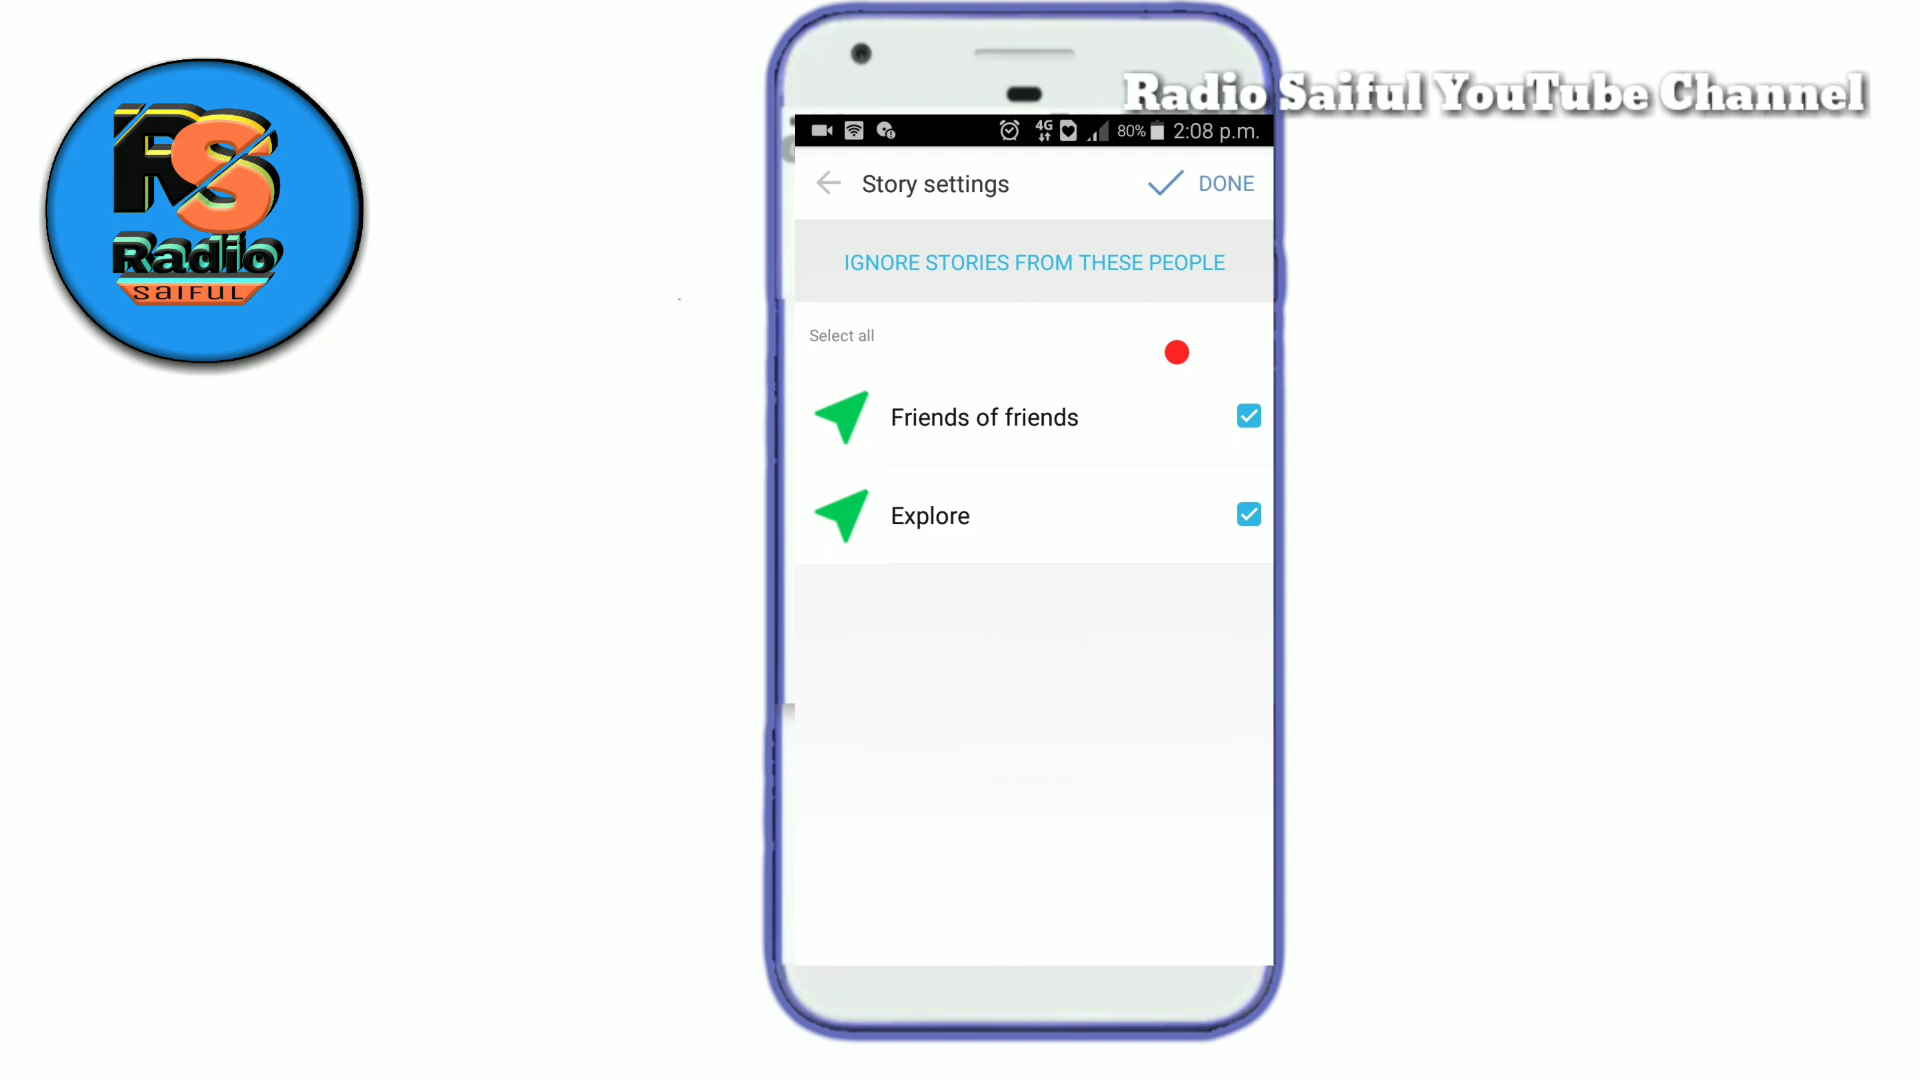 RS
Radio
SAIFUL
Radio Saiful YouTube Channel
4G 80% 2:08 p.m.
Story settings
DONE
IGNORE STORIES FROM THESE PEOPLE
Select all
Friends of friends
Explore